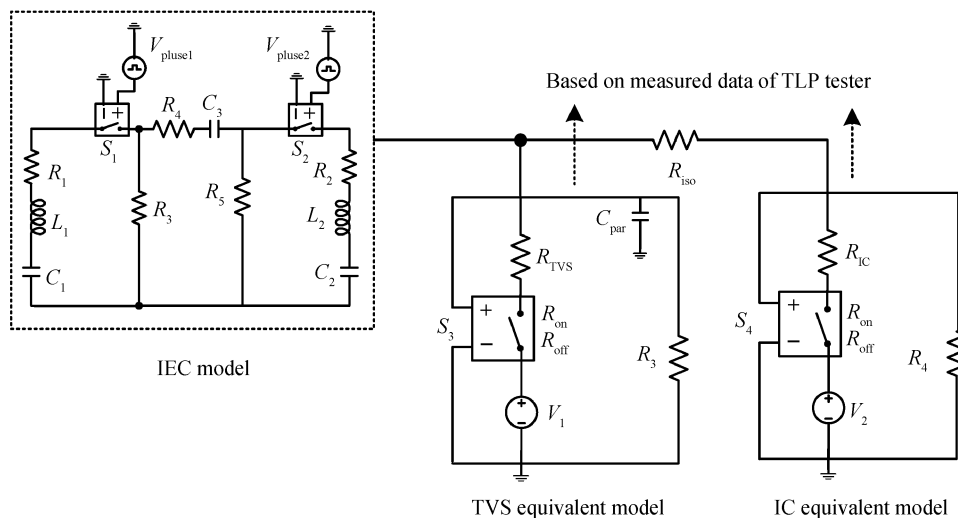 V_pluse1
V_pluse2
Based on measured data of TLP tester
i +
R_4
C_3
i +
S_1
S_2
R_1
R_2
R_iso
R_3
R_5
L_1
L_2
C_par
R_TVS
R_IC
C_1
C_2
S_3
+
−
R_on
R_off
S_4
+
−
R_on
R_off
R_3
R_4
IEC model
V_1
V_2
TVS equivalent model
IC equivalent model